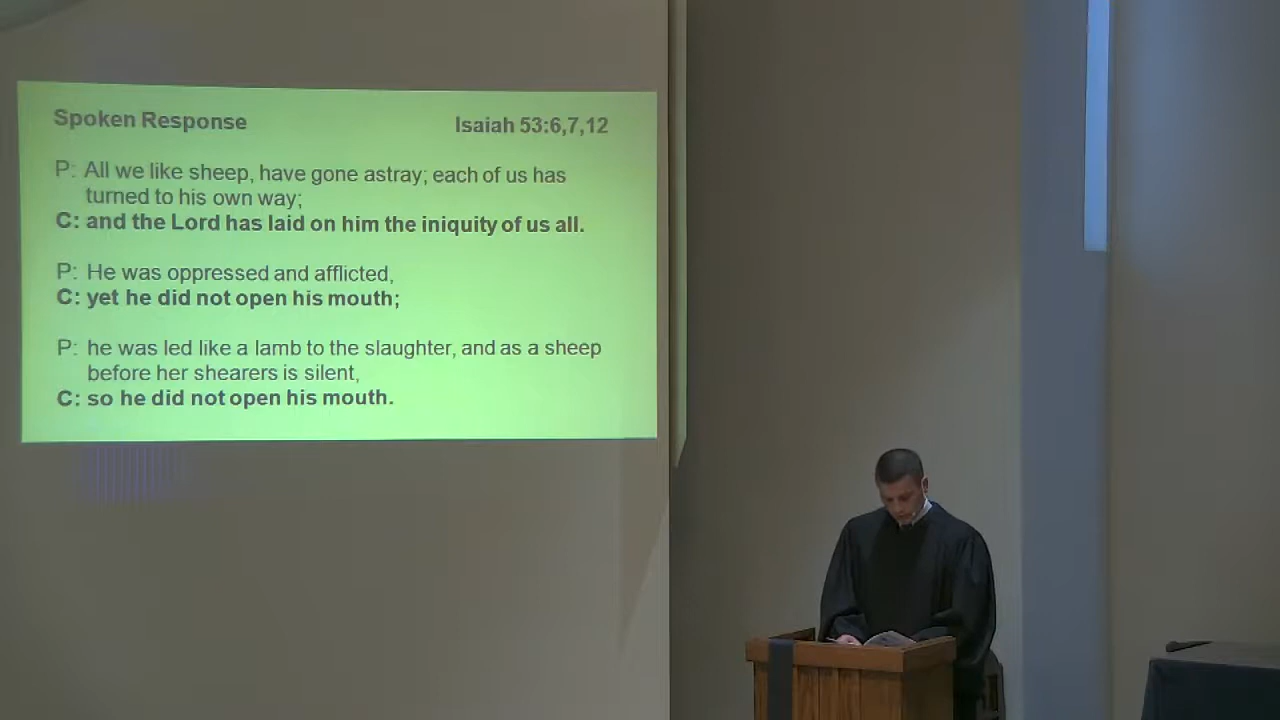 Spoken Response Isaiah 53:6,7,12
P: All we like sheep, have gone astray; each of us has
turned to his own way;
C: and the Lord has laid on him the iniquity of us all.
P: He was oppressed and afflicted,
C: yet he did not open his mouth;
P: he was led like a lamb to the slaughter, and as a sheep
before her shearers is silent,
C: so he did not open his mouth.